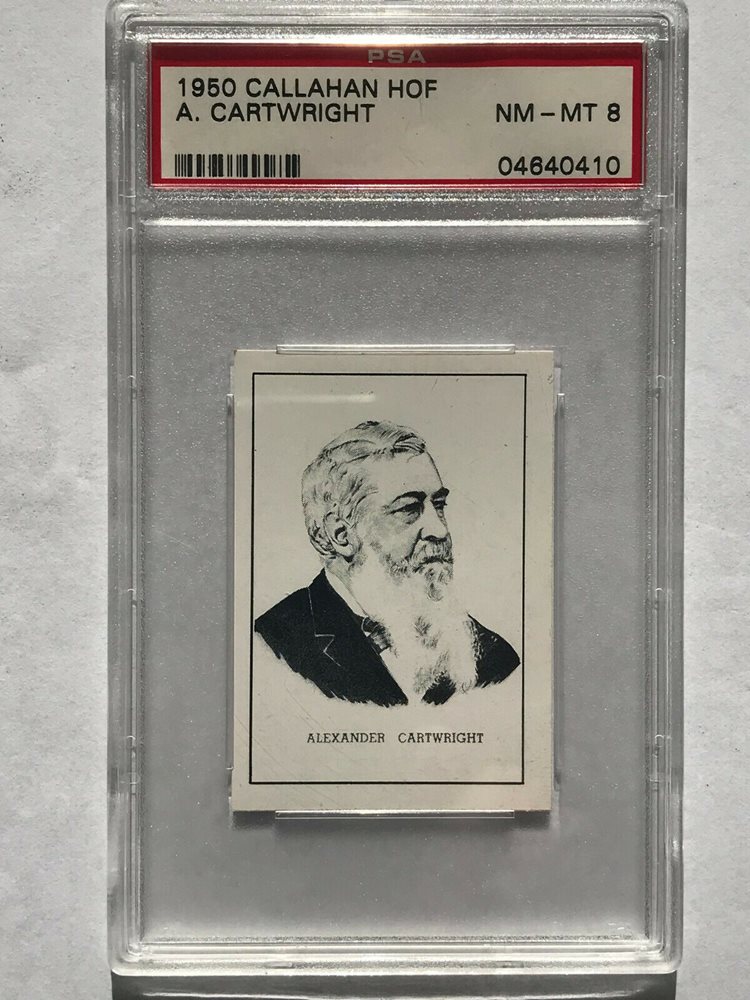 PSA
1950 CALLAHAN HOF
A. CARTWRIGHT NM-MT 8
04640410
ALEXANDER CARTWRIGHT